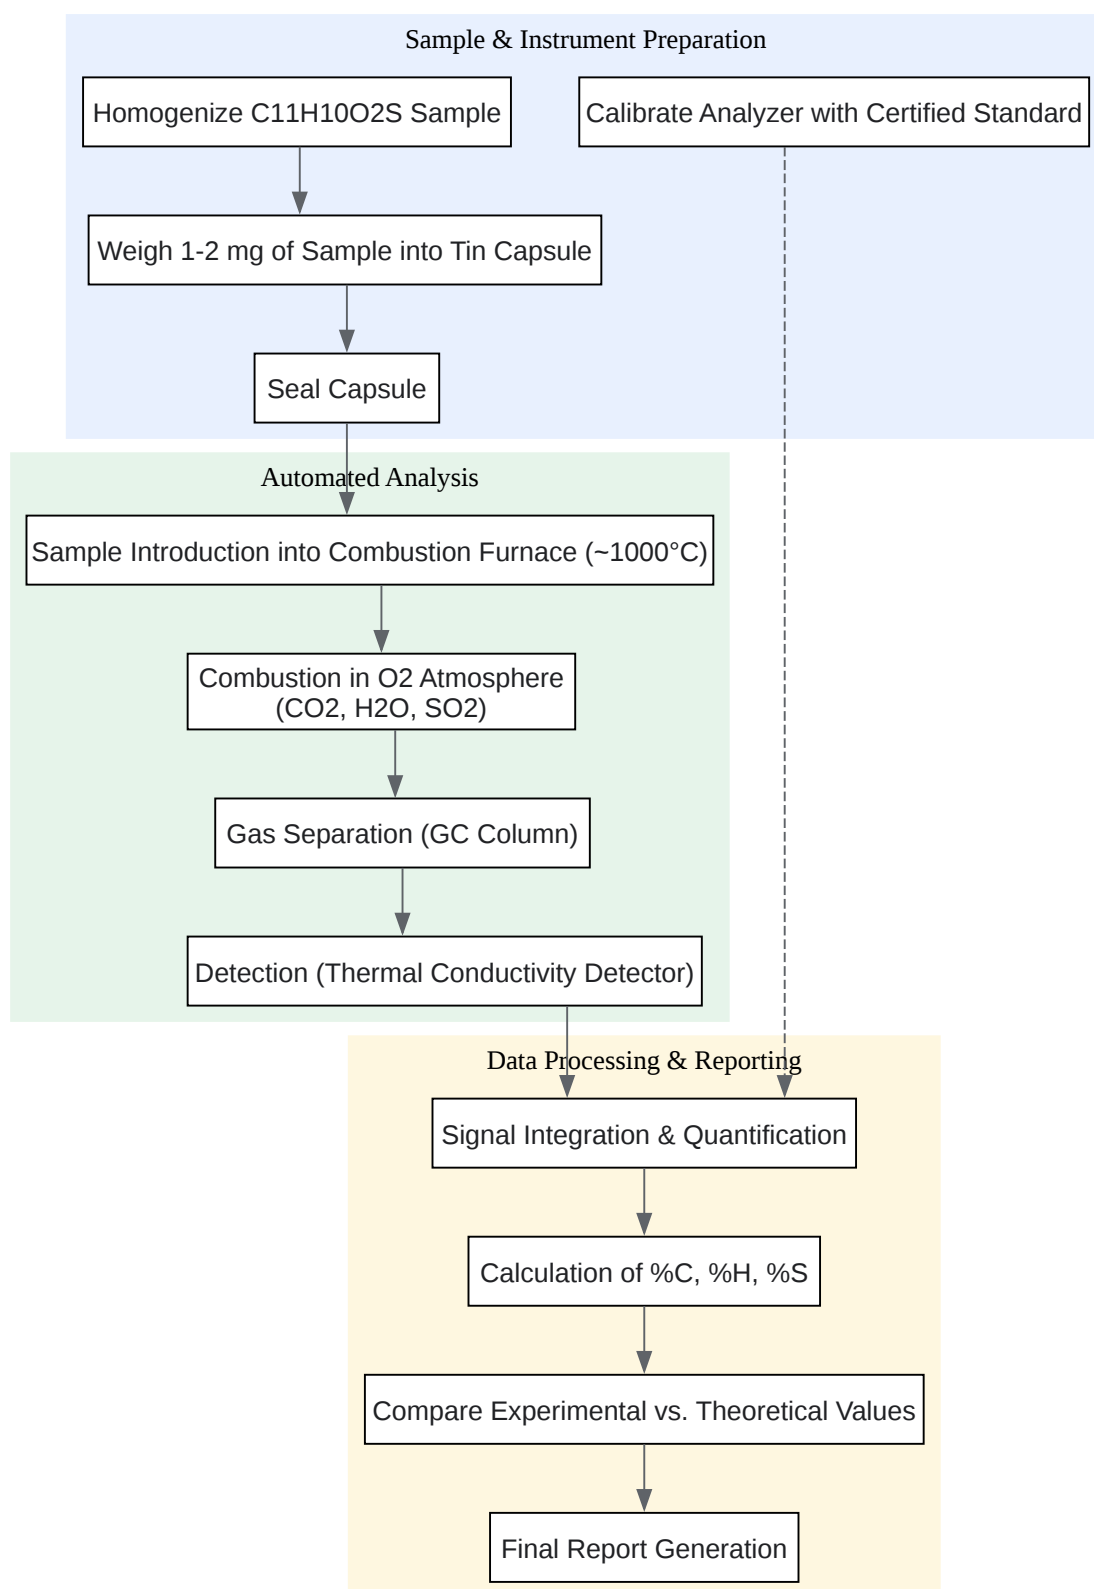 Sample & Instrument Preparation
Homogenize C11H10O2S Sample
Calibrate Analyzer with Certified Standard
Weigh 1-2 mg of Sample into Tin Capsule
Seal Capsule
Automated Analysis
Sample Introduction into Combustion Furnace (~1000°C)
Combustion in O2 Atmosphere
(CO2, H2O, SO2)
Gas Separation (GC Column)
Detection (Thermal Conductivity Detector)
Data Processing & Reporting
Signal Integration & Quantification
Calculation of %C, %H, %S
Compare Experimental vs. Theoretical Values
Final Report Generation